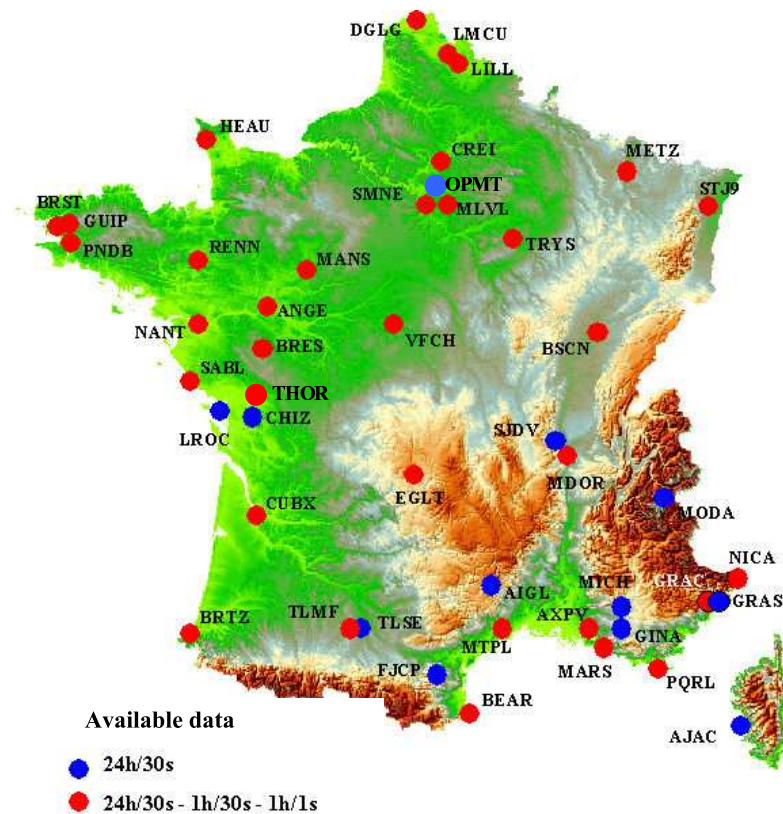 DGLG
LMCU
LILL
HEAU
CREI
METZ
OPMT
STJ9
SMNE
MLVL
BRST
GUIP
PNDB
RENN
MANS
TRYS
ANGE
NANT
VFCH
BSCN
BRES
SABL
THOR
LROC
CHIZ
SJDV
MDOR
EGLT
MODA
CUBX
NICA
GRAC
MICH
AIGL
GRAS
BRTZ
TLMF
TLSE
AXPV
GINA
MTPL
MARS
FJCP
PQRL
BEAR
AJAC
Available data
24h/30s
24h/30s - 1h/30s - 1h/1s